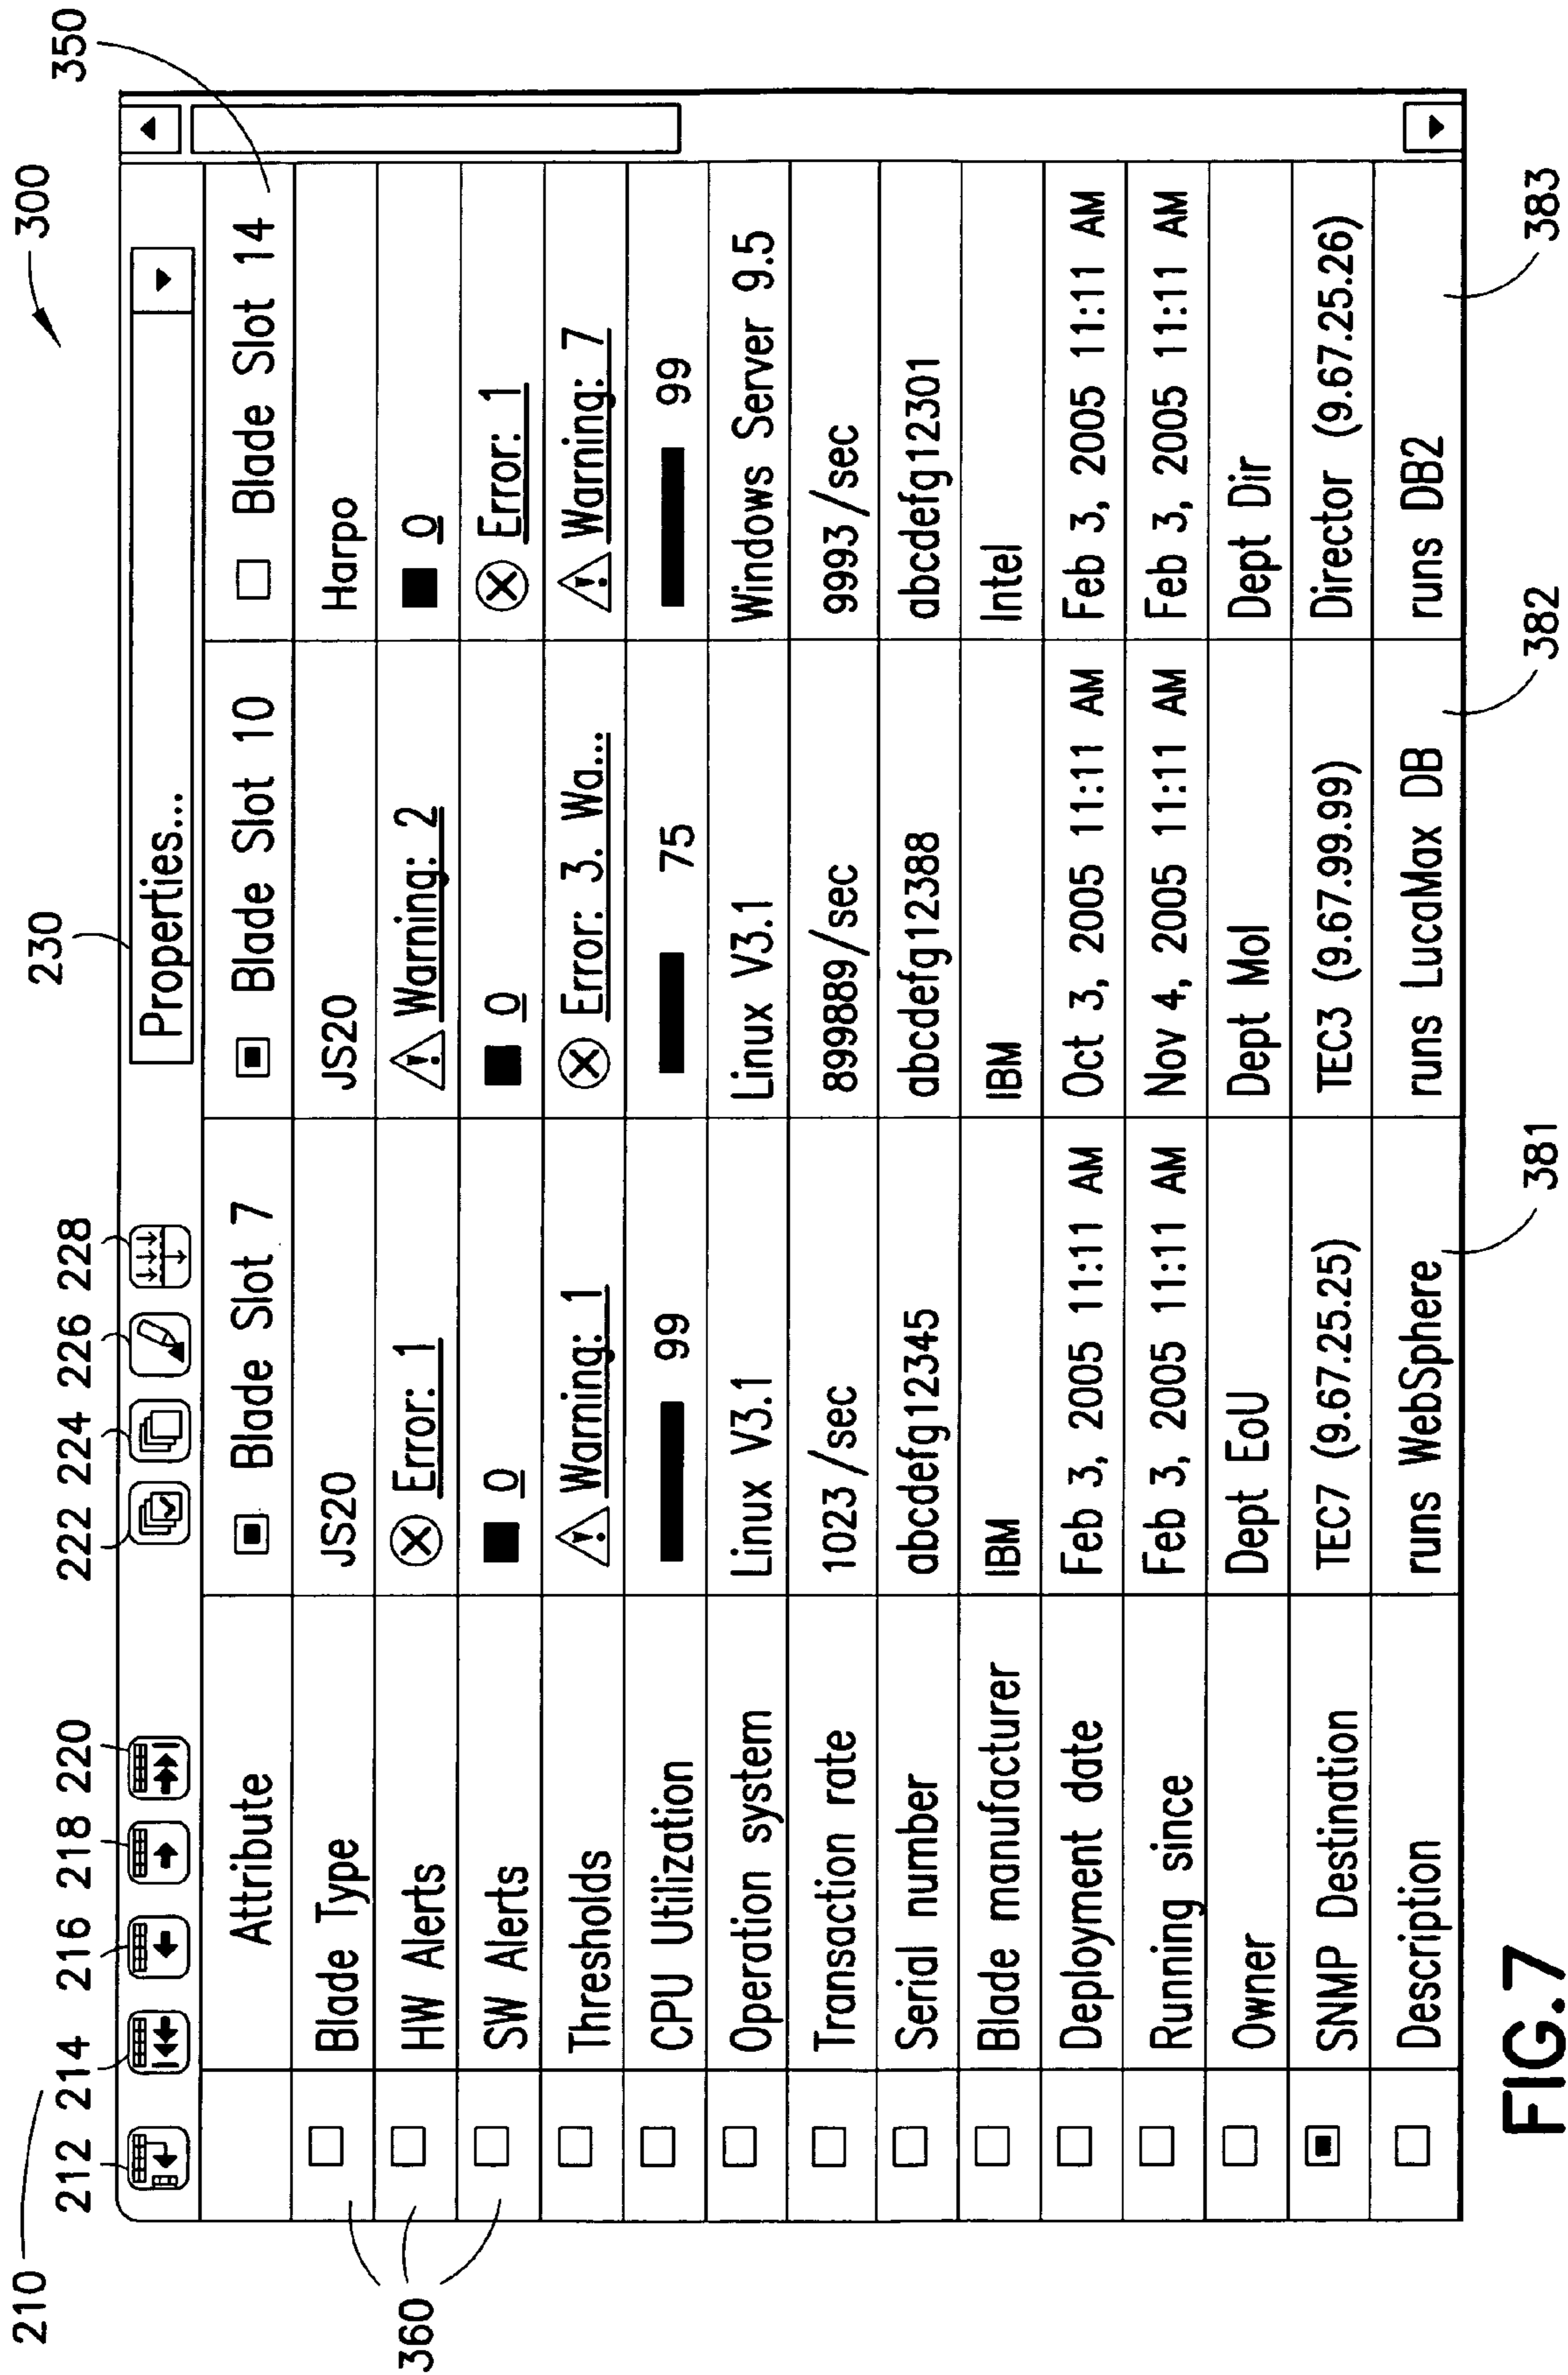 300
210
212 214 216 218 220 222 224 226 228 230 350
Properties...
Attribute Blade Slot 7 Blade Slot 10 Blade Slot 14
Blade Type JS20 JS20 Harpo
HW Alerts Error: 1 Warning: 2 0
SW Alerts 0 0 Error: 1
Thresholds Warning: 1 Error: 3. Wa... Warning: 7
CPU Utilization 99 75 99
Operation system Linux V3.1 Linux V3.1 Windows Server 9.5
Transaction rate 1023/sec 899889/sec 9993/sec
Serial number abcdefg12345 abcdefg12388 abcdefg12301
Blade manufacturer IBM IBM Intel
Deployment date Feb 3, 2005 11:11 AM Oct 3, 2005 11:11 AM Feb 3, 2005 11:11 AM
Running since Feb 3, 2005 11:11 AM Nov 4, 2005 11:11 AM Feb 3, 2005 11:11 AM
Owner Dept EoU Dept Mol Dept Dir
SNMP Destination TEC7 (9.67.25.25) TEC3 (9.67.99.99) Director (9.67.25.26)
Description runs WebSphere runs LucaMax DB runs DB2
360
381 382 383
FIG.7